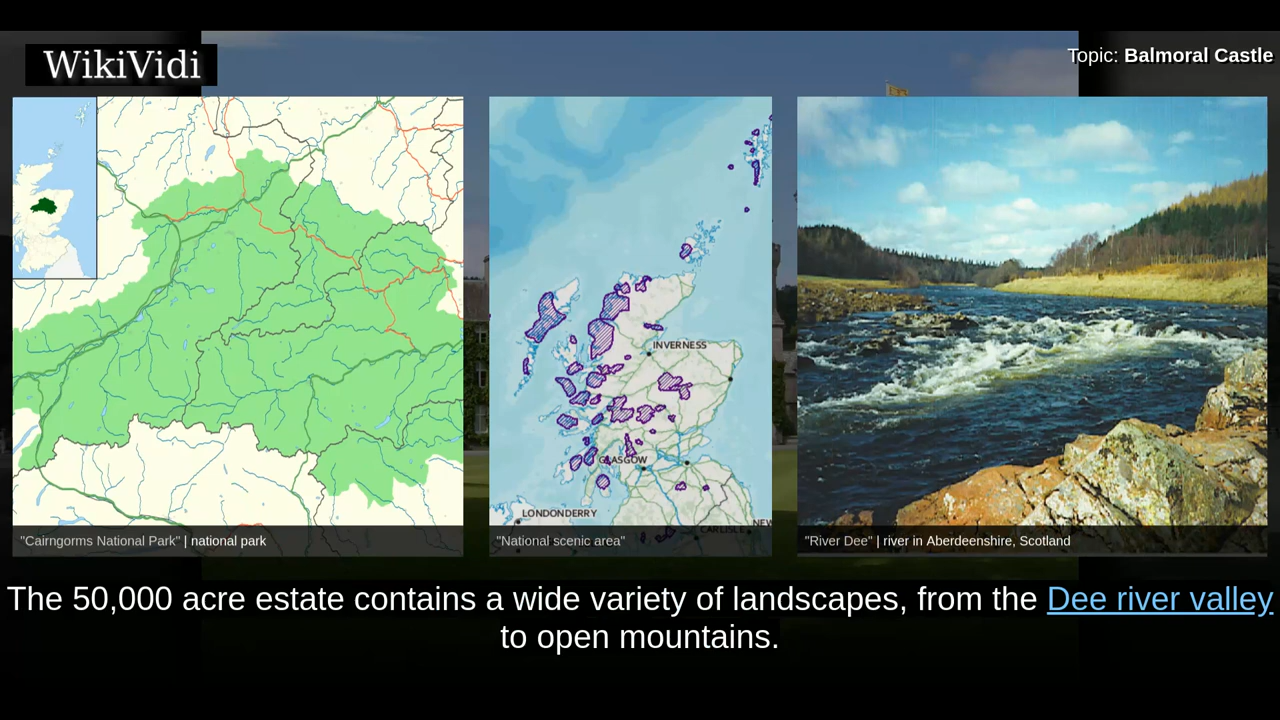 WikiVidi
Topic: Balmoral Castle
INVERNESS
GLASGOW
LONDONDERRY
CARLISLE
NEW
"Cairngorms National Park" | national park
"National scenic area"
"River Dee" | river in Aberdeenshire, Scotland
The 50,000 acre estate contains a wide variety of landscapes, from the Dee river valley
to open mountains.